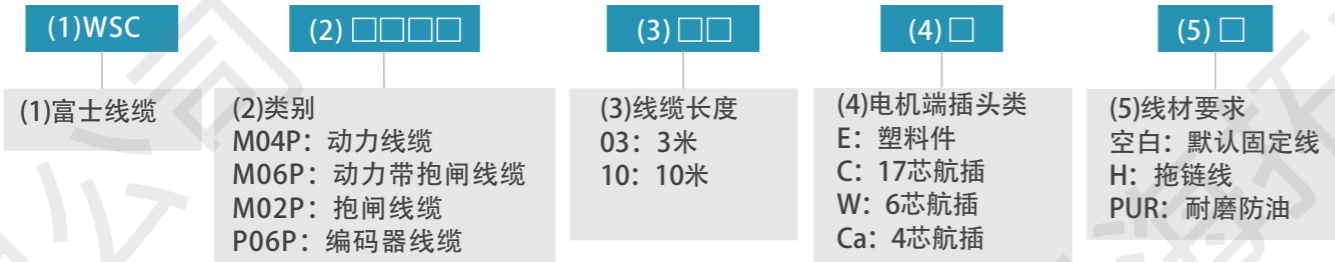 (1)WSC
(2)□□□□
(3)□□
(4)□
(5)□
(1)富士线缆
(2)类别
M04P：动力线缆
M06P：动力带抱闸线缆
M02P：抱闸线缆
P06P：编码器线缆
(3)线缆长度
03：3米
10：10米
(4)电机端插头类
E：塑料件
C：17芯航插
W：6芯航插
Ca：4芯航插
(5)线材要求
空白：默认固定线
H：拖链线
PUR：耐磨防油
公司
海拓